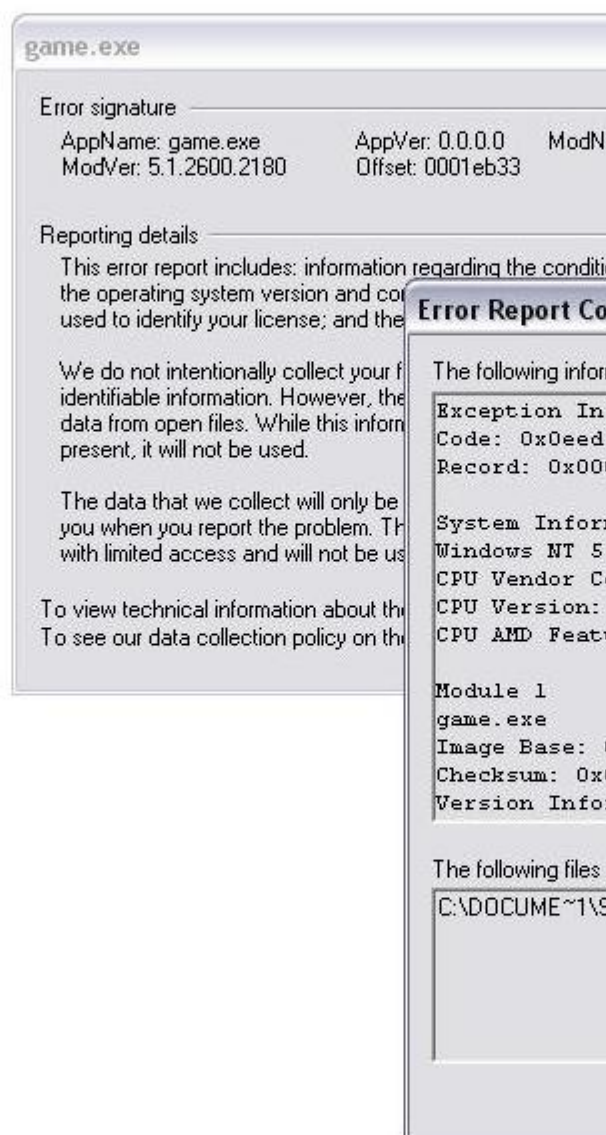 game.exe
Error signature
AppName: game.exe AppVer: 0.0.0.0 ModN
ModVer: 5.1.2600.2180 Offset: 0001eb33
Reporting details
This error report includes: information regarding the conditi
the operating system version and co
used to identify your license; and the
We do not intentionally collect your f
identifiable information. However, the
data from open files. While this inform
present, it will not be used.
The data that we collect will only be
you when you report the problem. Th
with limited access and will not be us
To view technical information about the
To see our data collection policy on the
Error Report Co
The following infor
Exception In
Code: 0x0eed
Record: 0x00
System Infor
Windows NT 5
CPU Vendor C
CPU Version:
CPU AMD Feat
Module 1
game.exe
Image Base:
Checksum: 0x
Version Info
The following files
C:\DOCUME~1\S